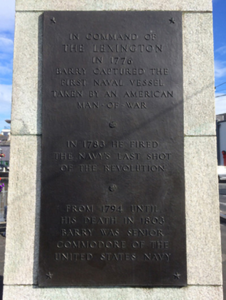 IN COMMAND OF
THE LEXINGTON
IN 1776
BARRY CAPTURED THE
FIRST NAVAL VESSEL
TAKEN BY AN AMERICAN
MAN OF WAR
IN 1783 HE FIRED
THE NAVY'S LAST SHOT
OF THE REVOLUTION
FROM 1794 UNTIL
HIS DEATH IN 1803
BARRY WAS SENIOR
COMMODORE OF THE
UNITED STATES NAVY